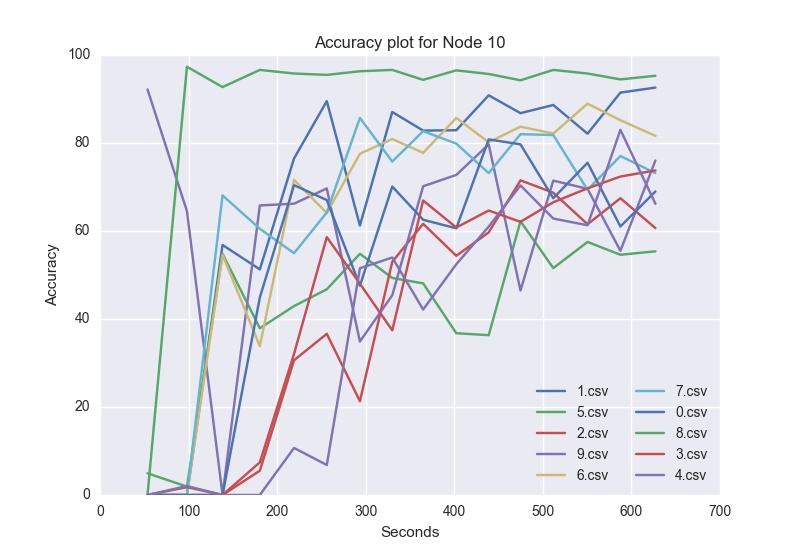 Accuracy plot for Node 10
100
80
60
40
20
0
Accuracy
0 100 200 300 400 500 600 700
Seconds
1.csv 7.csv
5.csv 0.csv
2.csv 8.csv
9.csv 3.csv
6.csv 4.csv